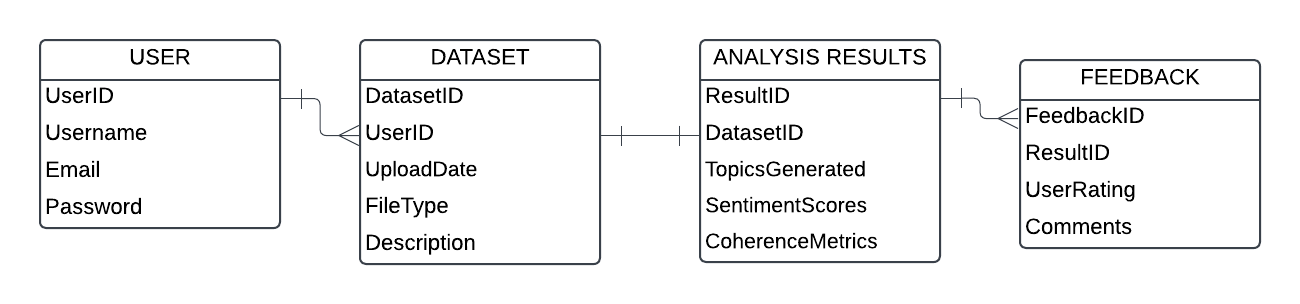 USER
UserID
Username
Email
Password
DATASET
DatasetID
UserID
UploadDate
FileType
Description
ANALYSIS RESULTS
ResultID
DatasetID
TopicsGenerated
SentimentScores
CoherenceMetrics
FEEDBACK
FeedbackID
ResultID
UserRating
Comments